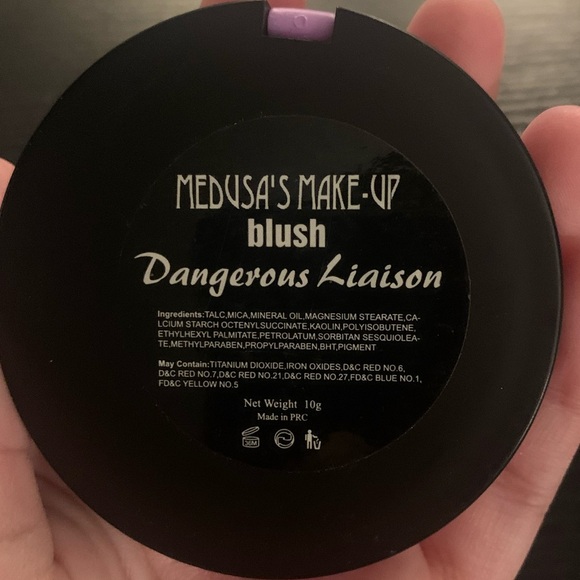 MEDUSA'S MAKE-UP
blush
Dangerous Liaison
Ingredients:TALC,MICA,MINERAL OIL,MAGNESIUM STEARATE,CA-
LCIUM STARCH OCTENYLSUCCINATE,KAOLIN,POLYISOBUTENE,
ETHYLHEXYL PALMITATE,PETROLATUM,SORBITAN SESQUIOLEA-
TE,METHYLPARABEN,PROPYLPARABEN,BHT,PIGMENT
May Contain:TITANIUM DIOXIDE,IRON OXIDES,D&C RED NO.6,
D&C RED NO.7,D&C RED NO.21,D&C RED NO.27,FD&C BLUE NO.1,
FD&C YELLOW NO.5
Net Weight 10g
Made in PRC
36M